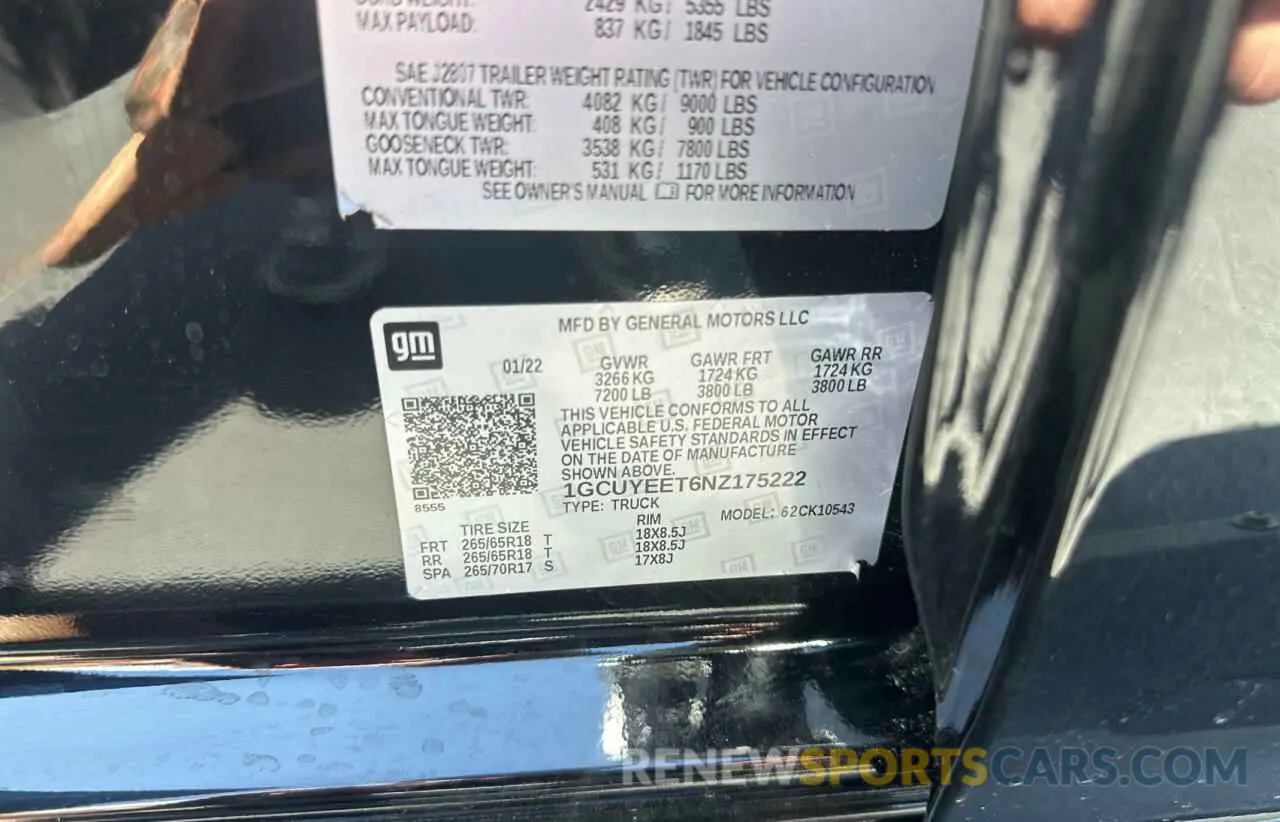 CURB WEIGHT: 2429 KG/ 5355 LBS
MAX PAYLOAD: 837 KG/ 1845 LBS
SAE J2807 TRAILER WEIGHT RATING (TWR) FOR VEHICLE CONFIGURATION
CONVENTIONAL TWR: 4082 KG/ 9000 LBS
MAX TONGUE WEIGHT: 408 KG/ 900 LBS
GOOSENECK TWR: 3538 KG/ 7800 LBS
MAX TONGUE WEIGHT: 531 KG/ 1170 LBS
SEE OWNER'S MANUAL FOR MORE INFORMATION
gm
MFD BY GENERAL MOTORS LLC
01/22 GVWR GAWR FRT GAWR RR
3266 KG 1724 KG 1724 KG
7200 LB 3800 LB 3800 LB
THIS VEHICLE CONFORMS TO ALL
APPLICABLE U.S. FEDERAL MOTOR
VEHICLE SAFETY STANDARDS IN EFFECT
ON THE DATE OF MANUFACTURE
SHOWN ABOVE.
1GCUYEET6NZ175222
8555
TYPE: TRUCK MODEL: 62CK10543
TIRE SIZE RIM
FRT 265/65R18 T 18X8.5J
RR 265/65R18 T 18X8.5J
SPA 265/70R17 S 17X8J
RENEWSPORTSCARS.COM